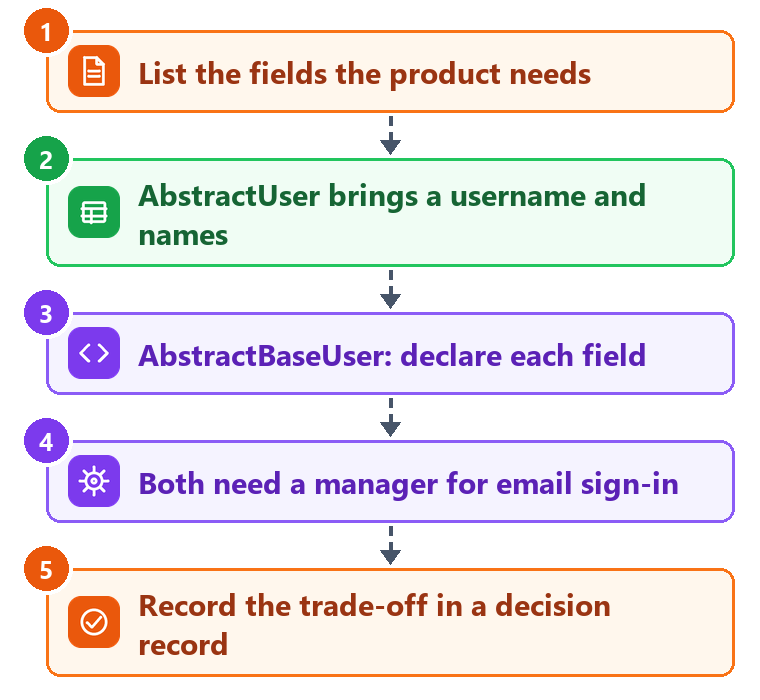 1
List the fields the product needs
2
AbstractUser brings a username and
names
3
AbstractBaseUser: declare each field
4
Both need a manager for email sign-in
5
Record the trade-off in a decision
record